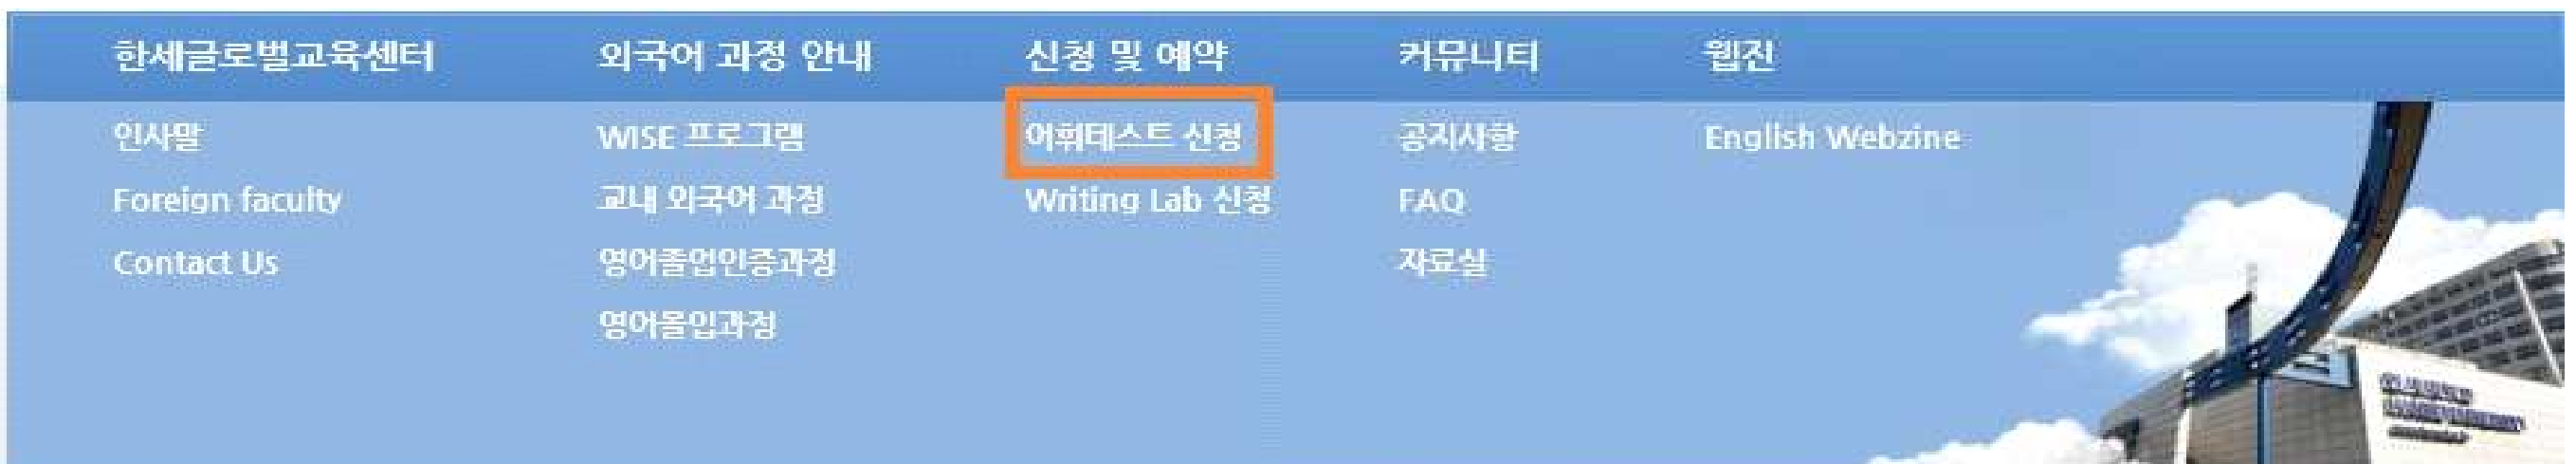 한세글로벌교육센터 외국어 과정 안내 신청 및 예약 커뮤니티 웹진
인사말 WISE 프로그램 어휘테스트 신청 공지사항 English Webzine
Foreign faculty 교내 외국어 과정 Writing Lab 신청 FAQ
Contact Us 영어졸업인증과정 자료실
영어몰입과정